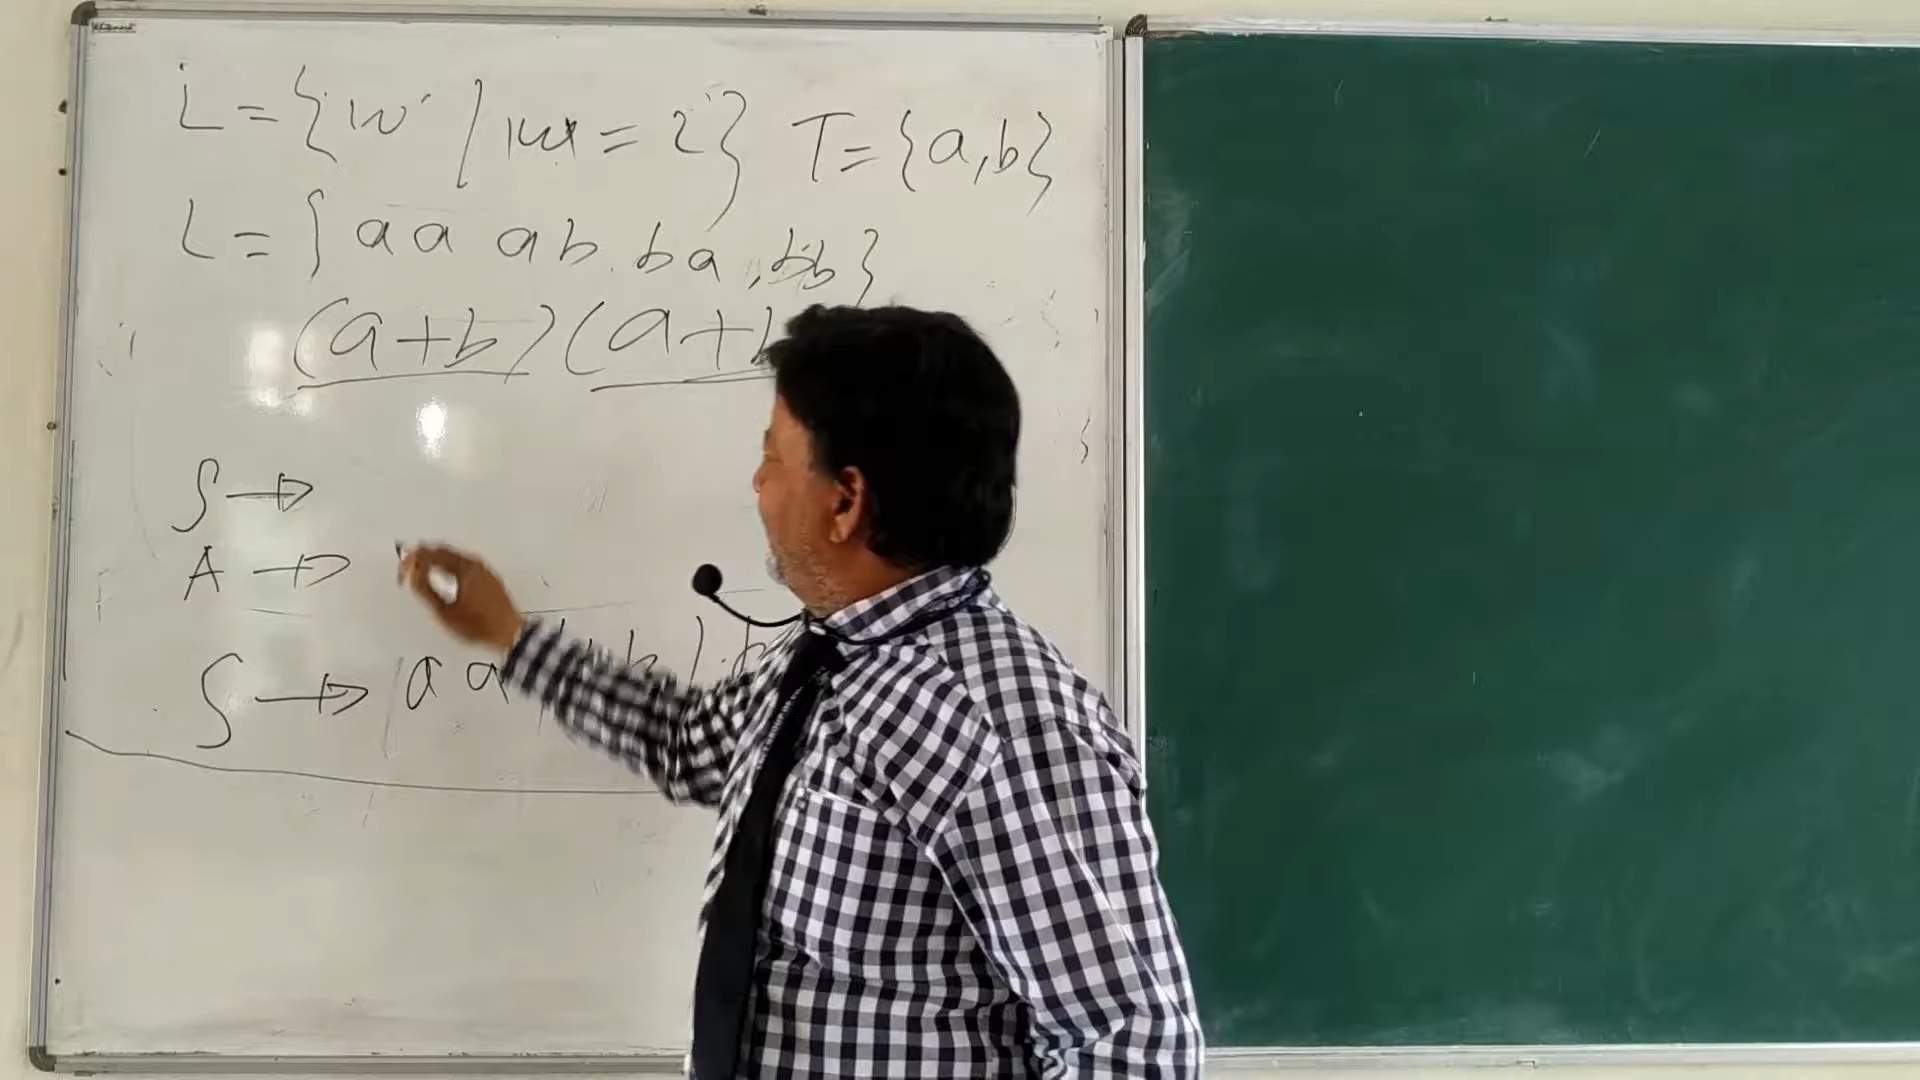 L = { w / |w| = 2 } T = {a, b}
L = { aa ab ba, bb }
(a+b) (a+b
S →
A →
S → aa